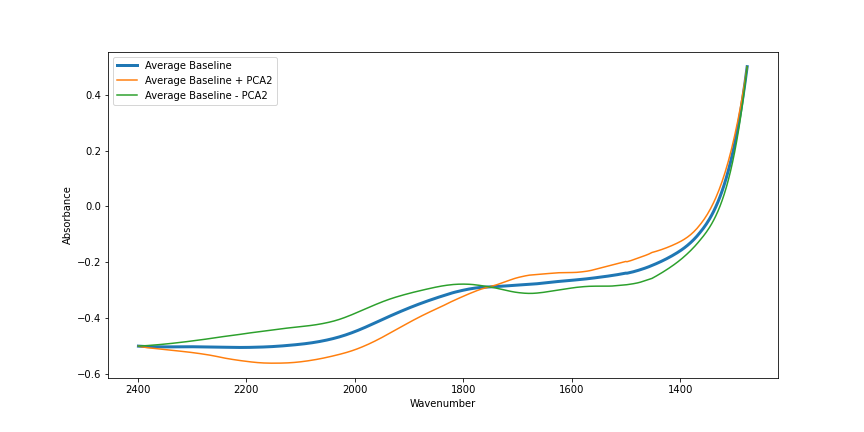 Average Baseline
Average Baseline + PCA2
Average Baseline - PCA2
Absorbance
0.4
0.2
0.0
−0.2
−0.4
−0.6
2400 2200 2000 1800 1600 1400
Wavenumber